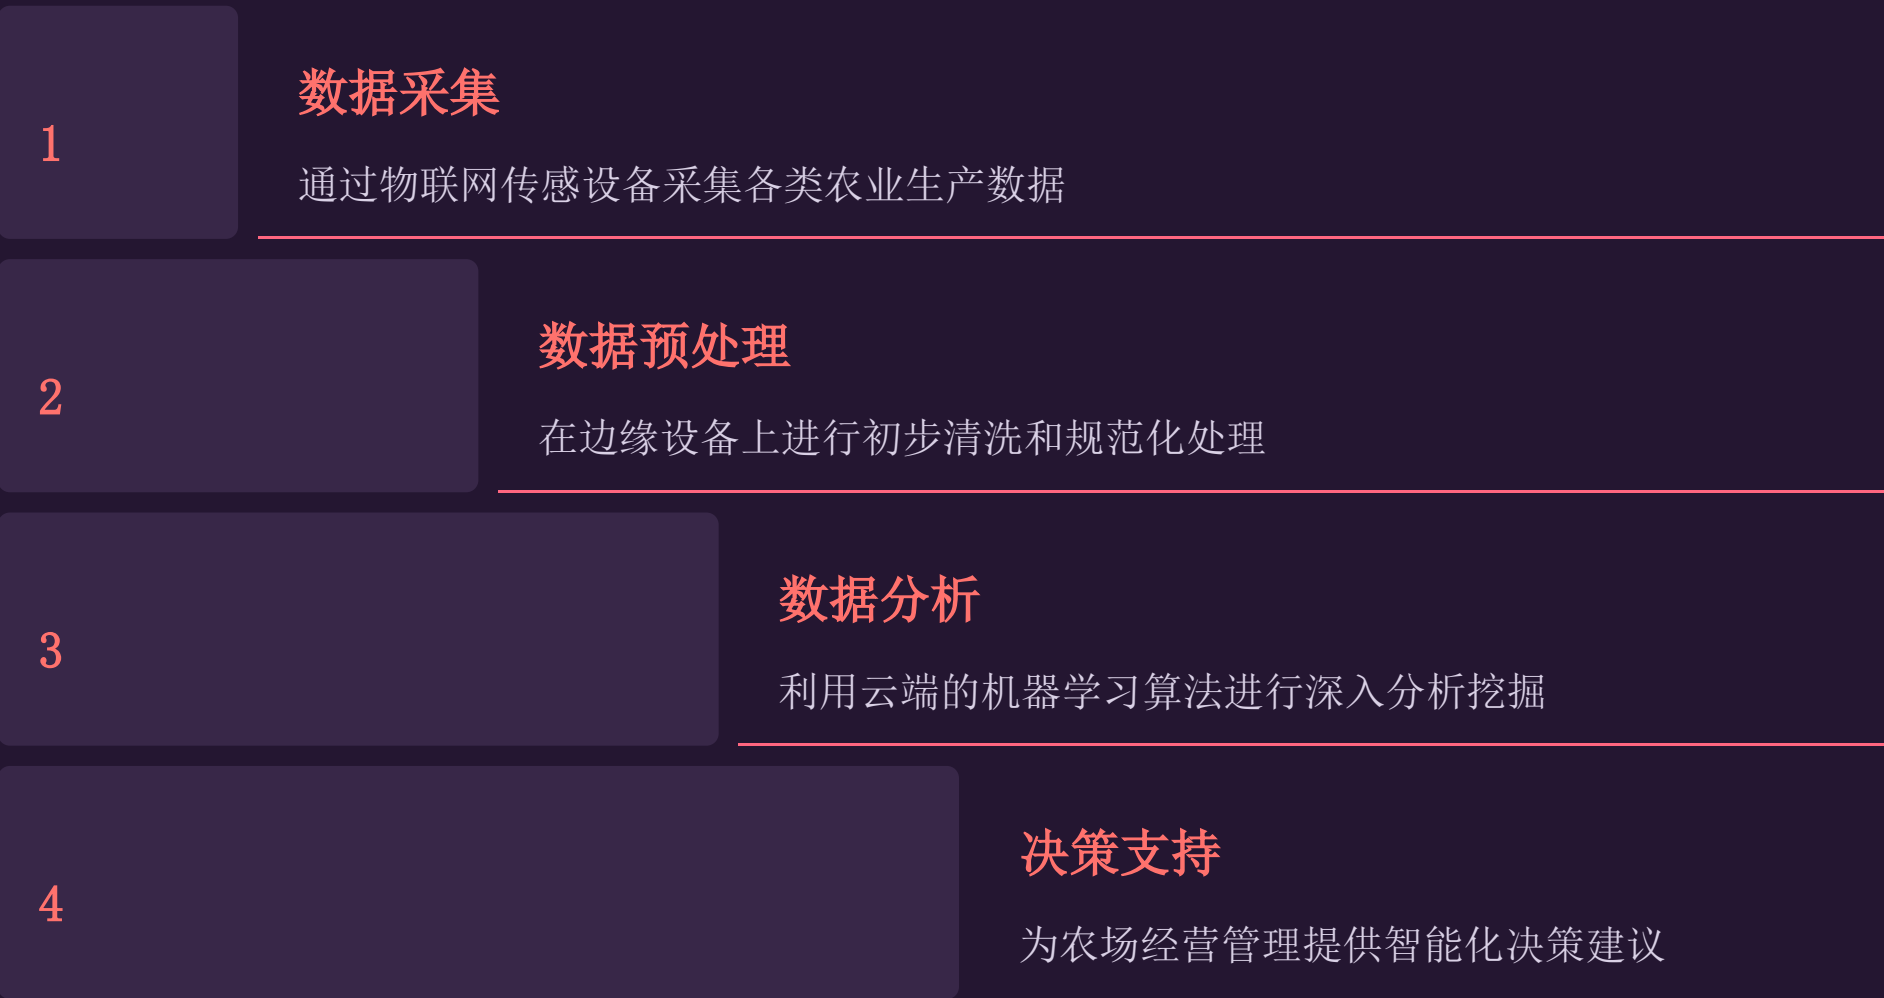 数据采集
1
通过物联网传感设备采集各类农业生产数据
数据预处理
2
在边缘设备上进行初步清洗和规范化处理
数据分析
3
利用云端的机器学习算法进行深入分析挖掘
决策支持
4
为农场经营管理提供智能化决策建议